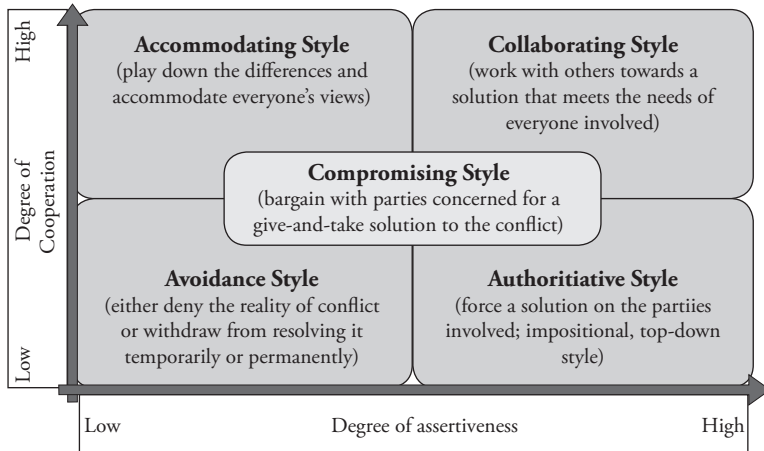 High
Degree of
Cooperation
Low
Accommodating Style
(play down the differences and
accommodate everyone's views)
Collaborating Style
(work with others towards a
solution that meets the needs of
everyone involved)
Compromising Style
(bargain with parties concerned for a
give-and-take solution to the conflict)
Avoidance Style
(either deny the reality of conflict
or withdraw from resolving it
temporarily or permanently)
Authoritiative Style
(force a solution on the partiies
involved; impositional, top-down
style)
Low
Degree of assertiveness
High